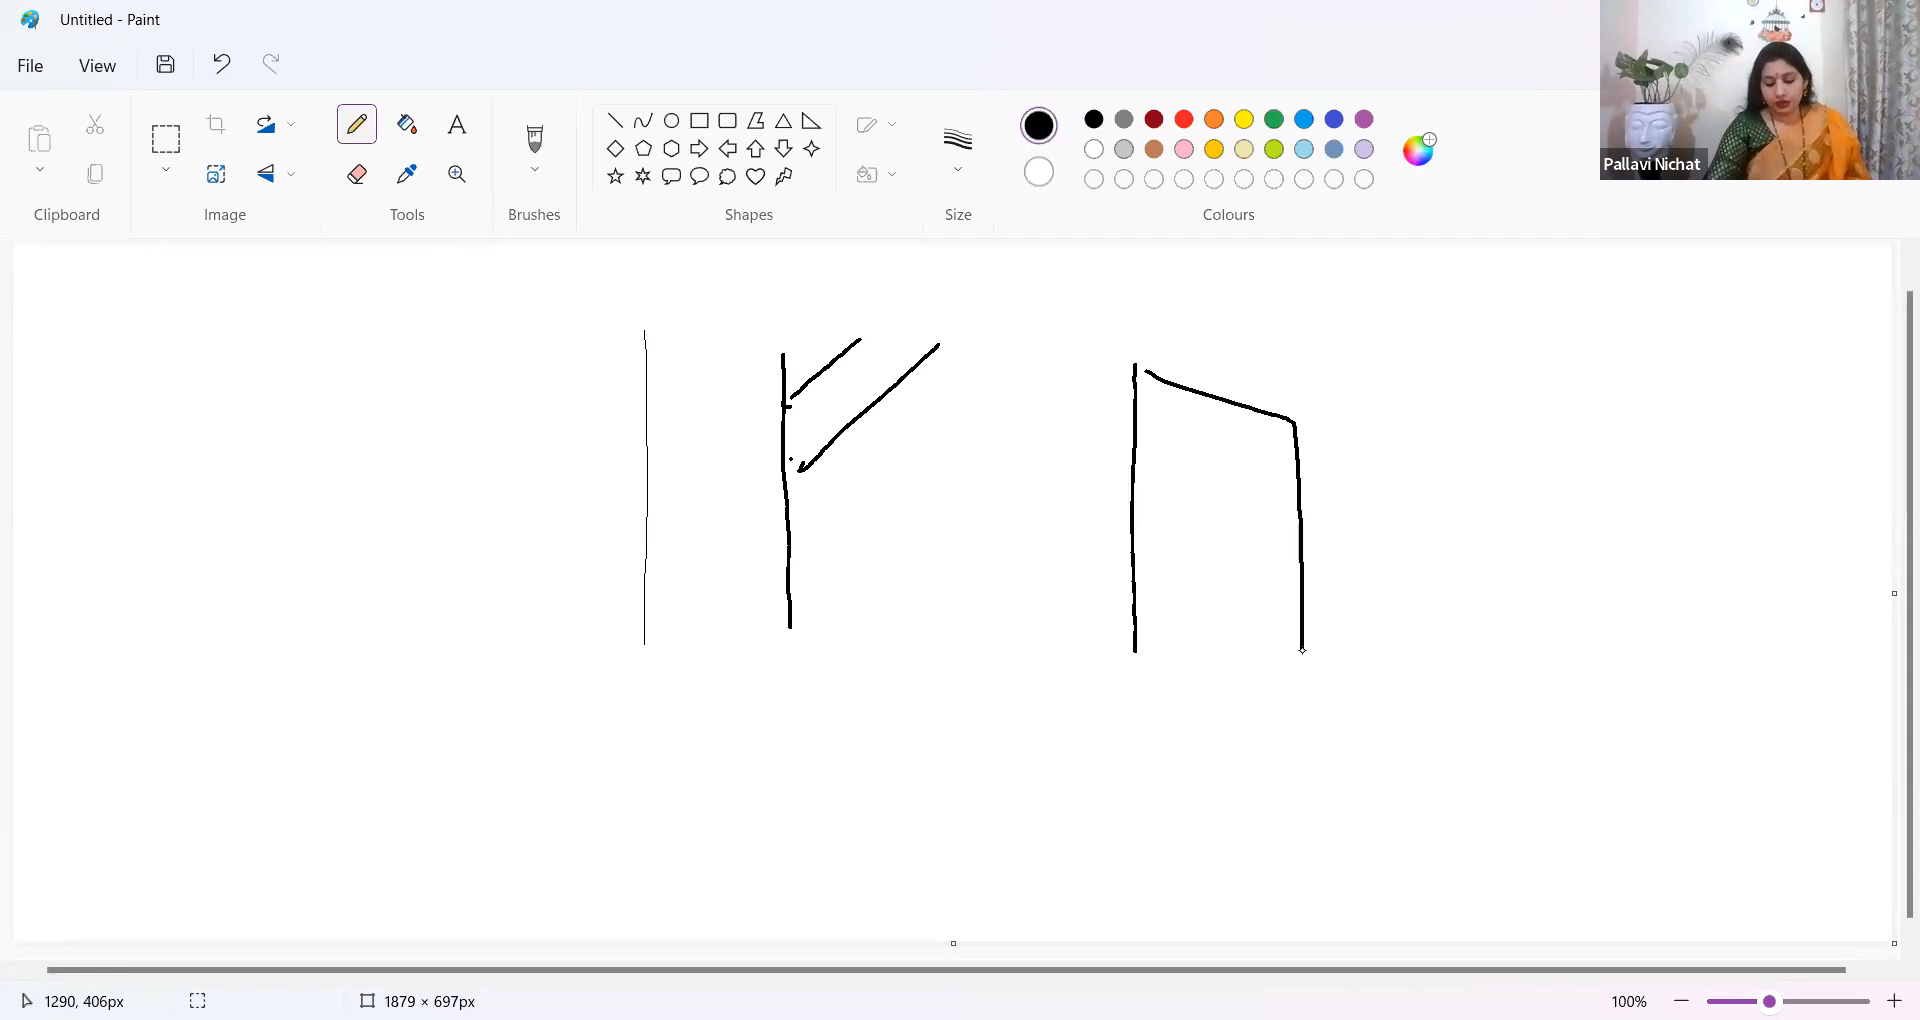 Untitled - Paint
File View
A
Clipboard Image Tools Brushes Shapes Size Colours
Pallavi Nichat
ᚠ ᚢ
1290, 406px 1879 × 697px 100%